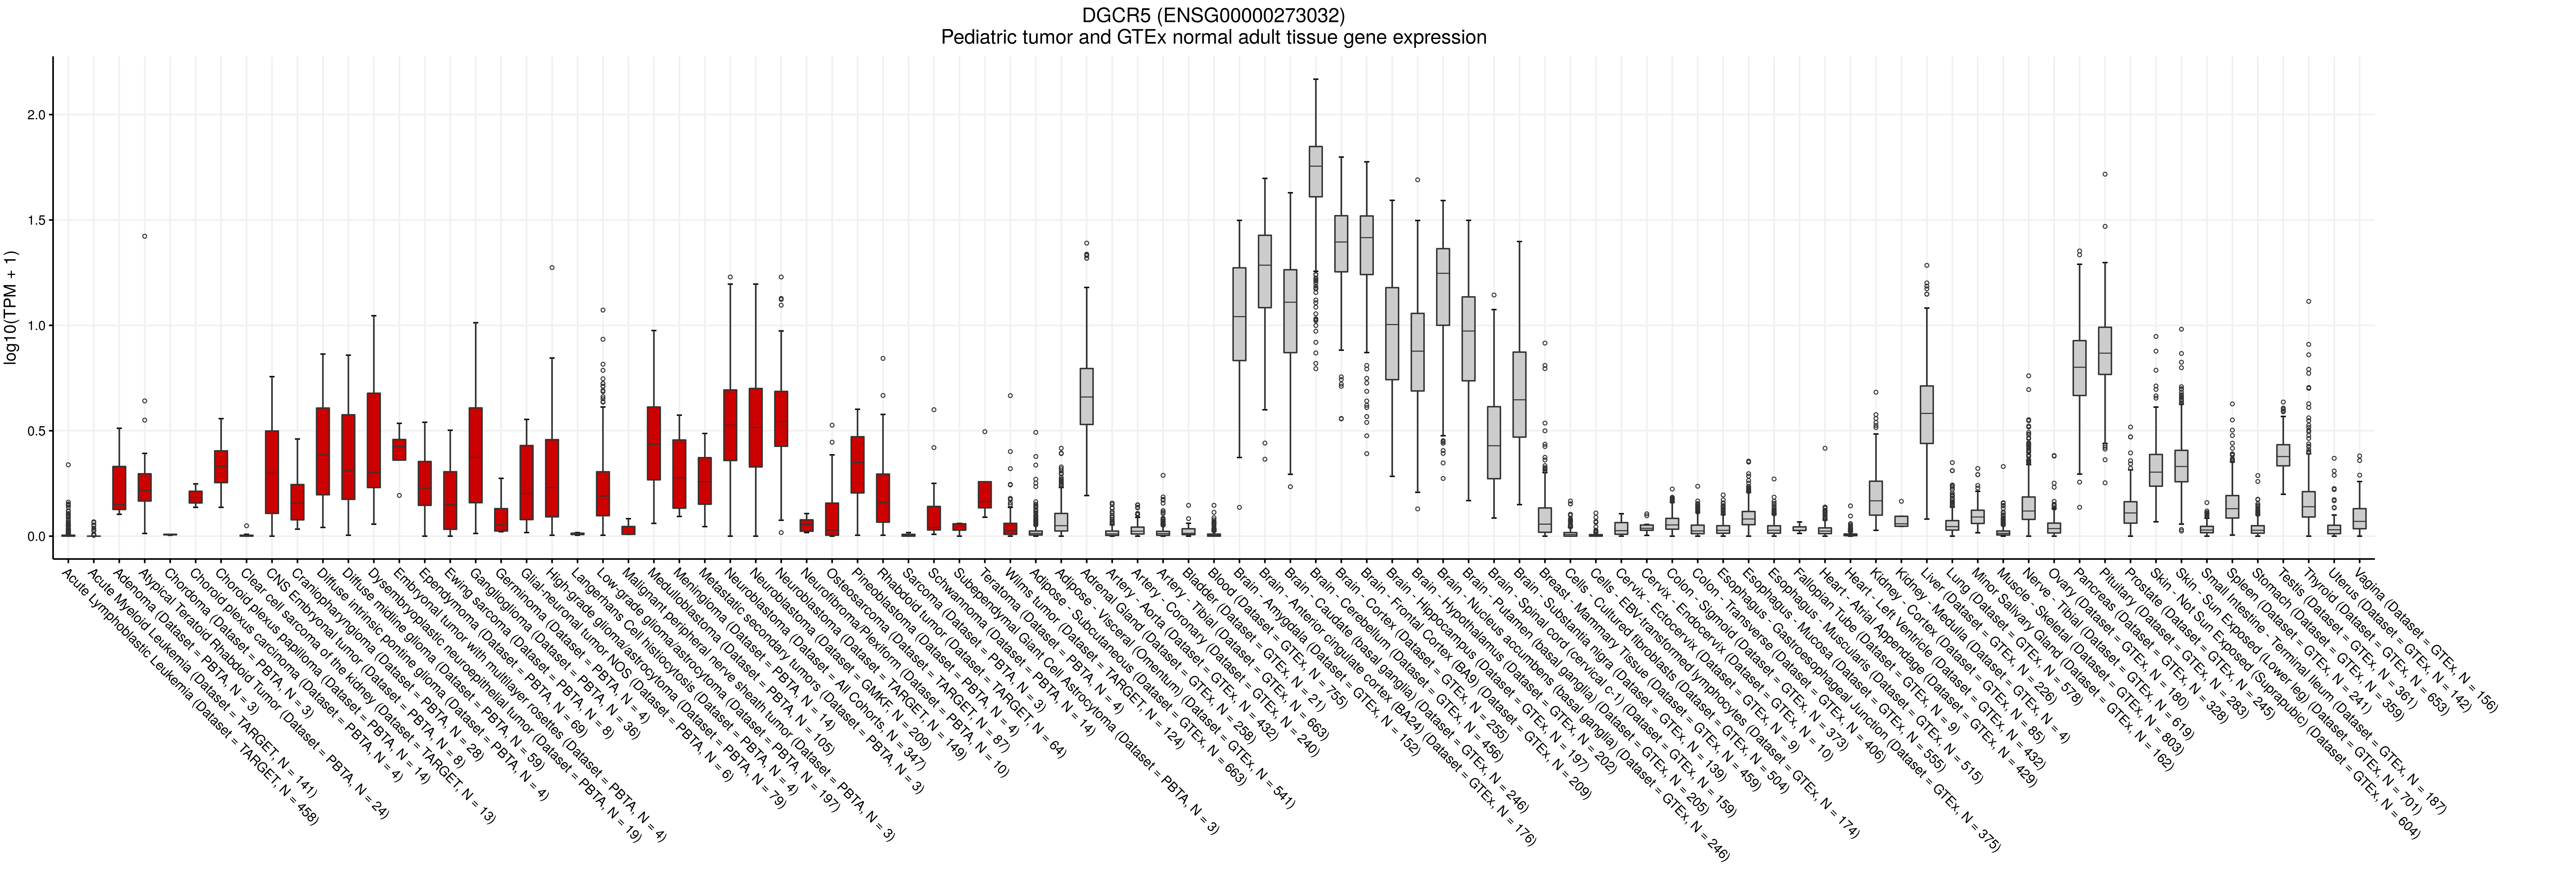 DGCR5 (ENSG00000273032)
Pediatric tumor and GTEx normal adult tissue gene expression
log10(TPM + 1)
2.0
1.5
1.0
0.5
0.0
Acute Lymphoblastic Leukemia (Dataset = TARGET, N = 458)
Acute Myeloid Leukemia (Dataset = TARGET, N = 141)
Adenoma (Dataset = PBTA, N = 3)
Atypical Teratoid Rhabdoid Tumor (Dataset = PBTA, N = 24)
Chordoma (Dataset = PBTA, N = 3)
Choroid plexus carcinoma (Dataset = PBTA, N = 4)
Choroid plexus papilloma (Dataset = PBTA, N = 14)
Clear cell sarcoma of the kidney (Dataset = TARGET, N = 13)
CNS Embryonal tumor (Dataset = PBTA, N = 8)
Craniopharyngioma (Dataset = PBTA, N = 28)
Diffuse intrinsic pontine glioma (Dataset = PBTA, N = 4)
Diffuse midline glioma (Dataset = PBTA, N = 59)
Dysembryoplastic neuroepithelial tumor (Dataset = PBTA, N = 19)
Embryonal tumor with multilayer rosettes (Dataset = PBTA, N = 4)
Ependymoma (Dataset = PBTA, N = 69)
Ewing sarcoma (Dataset = PBTA, N = 8)
Ganglioglioma (Dataset = PBTA, N = 36)
Germinoma (Dataset = PBTA, N = 4)
Glial-neuronal tumor NOS (Dataset = PBTA, N = 6)
High-grade glioma/astrocytoma (Dataset = PBTA, N = 79)
Langerhans Cell histiocytosis (Dataset = PBTA, N = 4)
Low-grade glioma/astrocytoma (Dataset = PBTA, N = 197)
Malignant peripheral nerve sheath tumor (Dataset = PBTA, N = 3)
Medulloblastoma (Dataset = PBTA, N = 105)
Meningioma (Dataset = PBTA, N = 14)
Metastatic secondary tumors (Dataset = PBTA, N = 3)
Neuroblastoma (Dataset = All Cohorts, N = 347)
Neuroblastoma (Dataset = GMKF, N = 209)
Neuroblastoma (Dataset = TARGET, N = 149)
Neurofibroma/Plexiform (Dataset = PBTA, N = 10)
Osteosarcoma (Dataset = TARGET, N = 87)
Pineoblastoma (Dataset = PBTA, N = 4)
Rhabdoid tumor (Dataset = TARGET, N = 64)
Sarcoma (Dataset = PBTA, N = 3)
Schwannoma (Dataset = PBTA, N = 14)
Subependymal Giant Cell Astrocytoma (Dataset = PBTA, N = 3)
Teratoma (Dataset = PBTA, N = 4)
Wilms tumor (Dataset = TARGET, N = 124)
Adipose - Subcutaneous (Dataset = GTEx, N = 663)
Adipose - Visceral (Omentum) (Dataset = GTEx, N = 541)
Adrenal Gland (Dataset = GTEx, N = 258)
Artery - Aorta (Dataset = GTEx, N = 432)
Artery - Coronary (Dataset = GTEx, N = 240)
Artery - Tibial (Dataset = GTEx, N = 663)
Bladder (Dataset = GTEx, N = 21)
Blood (Dataset = GTEx, N = 755)
Brain - Amygdala (Dataset = GTEx, N = 152)
Brain - Anterior cingulate cortex (BA24) (Dataset = GTEx, N = 176)
Brain - Caudate (basal ganglia) (Dataset = GTEx, N = 246)
Brain - Cerebellum (Dataset = GTEx, N = 456)
Brain - Cortex (Dataset = GTEx, N = 255)
Brain - Frontal Cortex (BA9) (Dataset = GTEx, N = 209)
Brain - Hippocampus (Dataset = GTEx, N = 197)
Brain - Hypothalamus (Dataset = GTEx, N = 202)
Brain - Nucleus accumbens (basal ganglia) (Dataset = GTEx, N = 246)
Brain - Putamen (basal ganglia) (Dataset = GTEx, N = 205)
Brain - Spinal cord (cervical c-1) (Dataset = GTEx, N = 159)
Brain - Substantia nigra (Dataset = GTEx, N = 139)
Breast - Mammary Tissue (Dataset = GTEx, N = 459)
Cells - Cultured fibroblasts (Dataset = GTEx, N = 504)
Cells - EBV-transformed lymphocytes (Dataset = GTEx, N = 174)
Cervix - Ectocervix (Dataset = GTEx, N = 9)
Cervix - Endocervix (Dataset = GTEx, N = 10)
Colon - Sigmoid (Dataset = GTEx, N = 373)
Colon - Transverse (Dataset = GTEx, N = 406)
Esophagus - Gastroesophageal Junction (Dataset = GTEx, N = 375)
Esophagus - Mucosa (Dataset = GTEx, N = 555)
Esophagus - Muscularis (Dataset = GTEx, N = 515)
Fallopian Tube (Dataset = GTEx, N = 9)
Heart - Atrial Appendage (Dataset = GTEx, N = 429)
Heart - Left Ventricle (Dataset = GTEx, N = 432)
Kidney - Cortex (Dataset = GTEx, N = 85)
Kidney - Medulla (Dataset = GTEx, N = 4)
Liver (Dataset = GTEx, N = 226)
Lung (Dataset = GTEx, N = 578)
Minor Salivary Gland (Dataset = GTEx, N = 162)
Muscle - Skeletal (Dataset = GTEx, N = 803)
Nerve - Tibial (Dataset = GTEx, N = 619)
Ovary (Dataset = GTEx, N = 180)
Pancreas (Dataset = GTEx, N = 328)
Pituitary (Dataset = GTEx, N = 283)
Prostate (Dataset = GTEx, N = 245)
Skin - Not Sun Exposed (Suprapubic) (Dataset = GTEx, N = 604)
Skin - Sun Exposed (Lower leg) (Dataset = GTEx, N = 701)
Small Intestine - Terminal Ileum (Dataset = GTEx, N = 187)
Spleen (Dataset = GTEx, N = 241)
Stomach (Dataset = GTEx, N = 359)
Testis (Dataset = GTEx, N = 361)
Thyroid (Dataset = GTEx, N = 653)
Uterus (Dataset = GTEx, N = 142)
Vagina (Dataset = GTEx, N = 156)